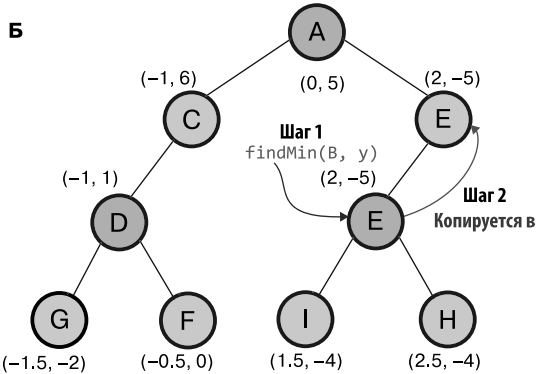 Б
A
(0, 5)
(−1, 6)
C
(2, −5)
E
Шаг 1
findMin(B, y)
(−1, 1)
D
(2, −5)
E
Шаг 2
Копируется в
G
(−1.5, −2)
F
(−0.5, 0)
I
(1.5, −4)
H
(2.5, −4)